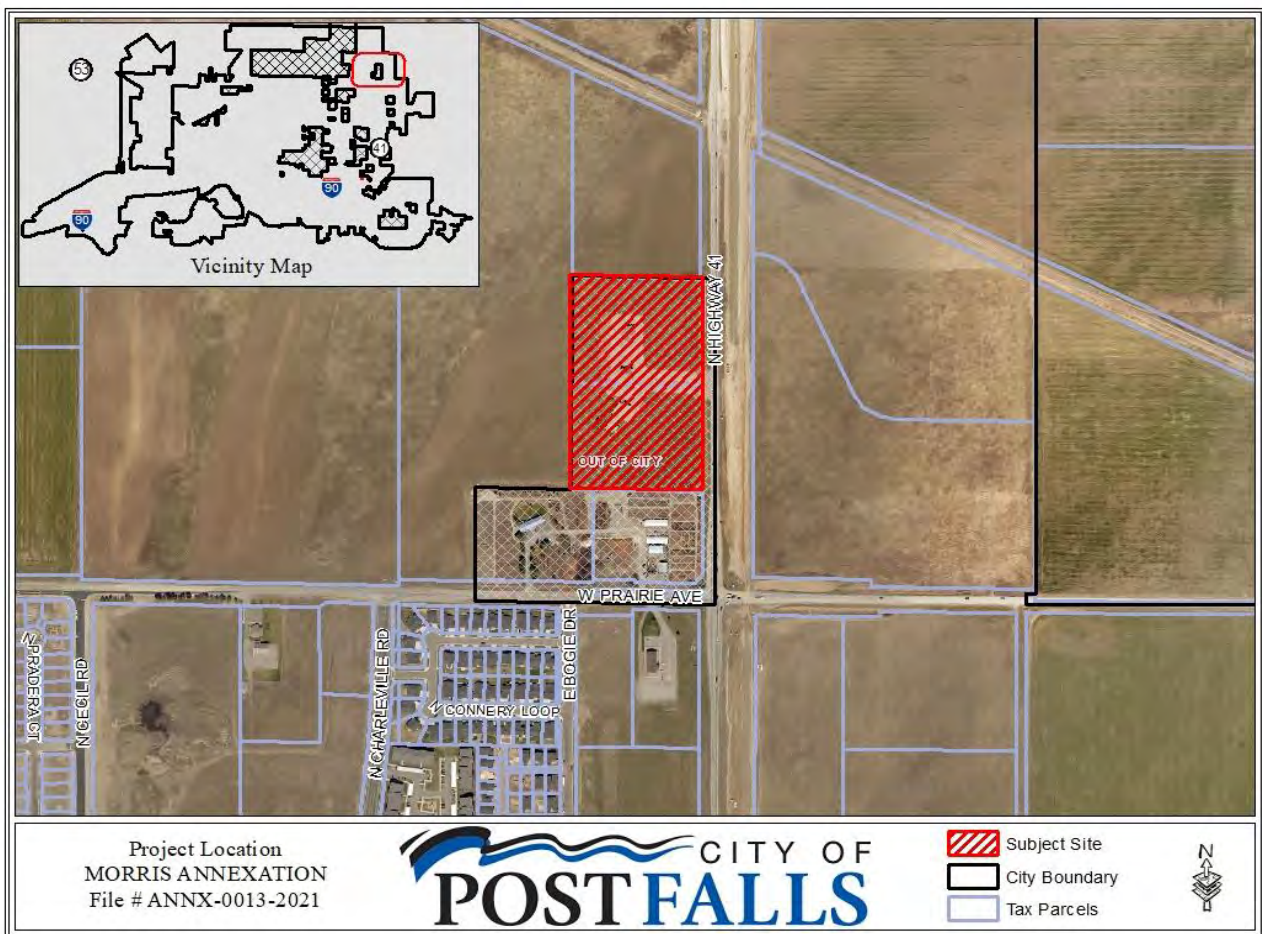 53
41
90
90
Vicinity Map
N HIGHWAY 41
OUT OF CITY
W PRAIRIE AVE
N PRADERA CT
N CECIL RD
N CHARLEVILLE RD
N CONNERY LOOP
E BOGIE DR
Project Location
MORRIS ANNEXATION
File # ANNX-0013-2021
CITY OF
POST FALLS
Subject Site
City Boundary
Tax Parcels
N